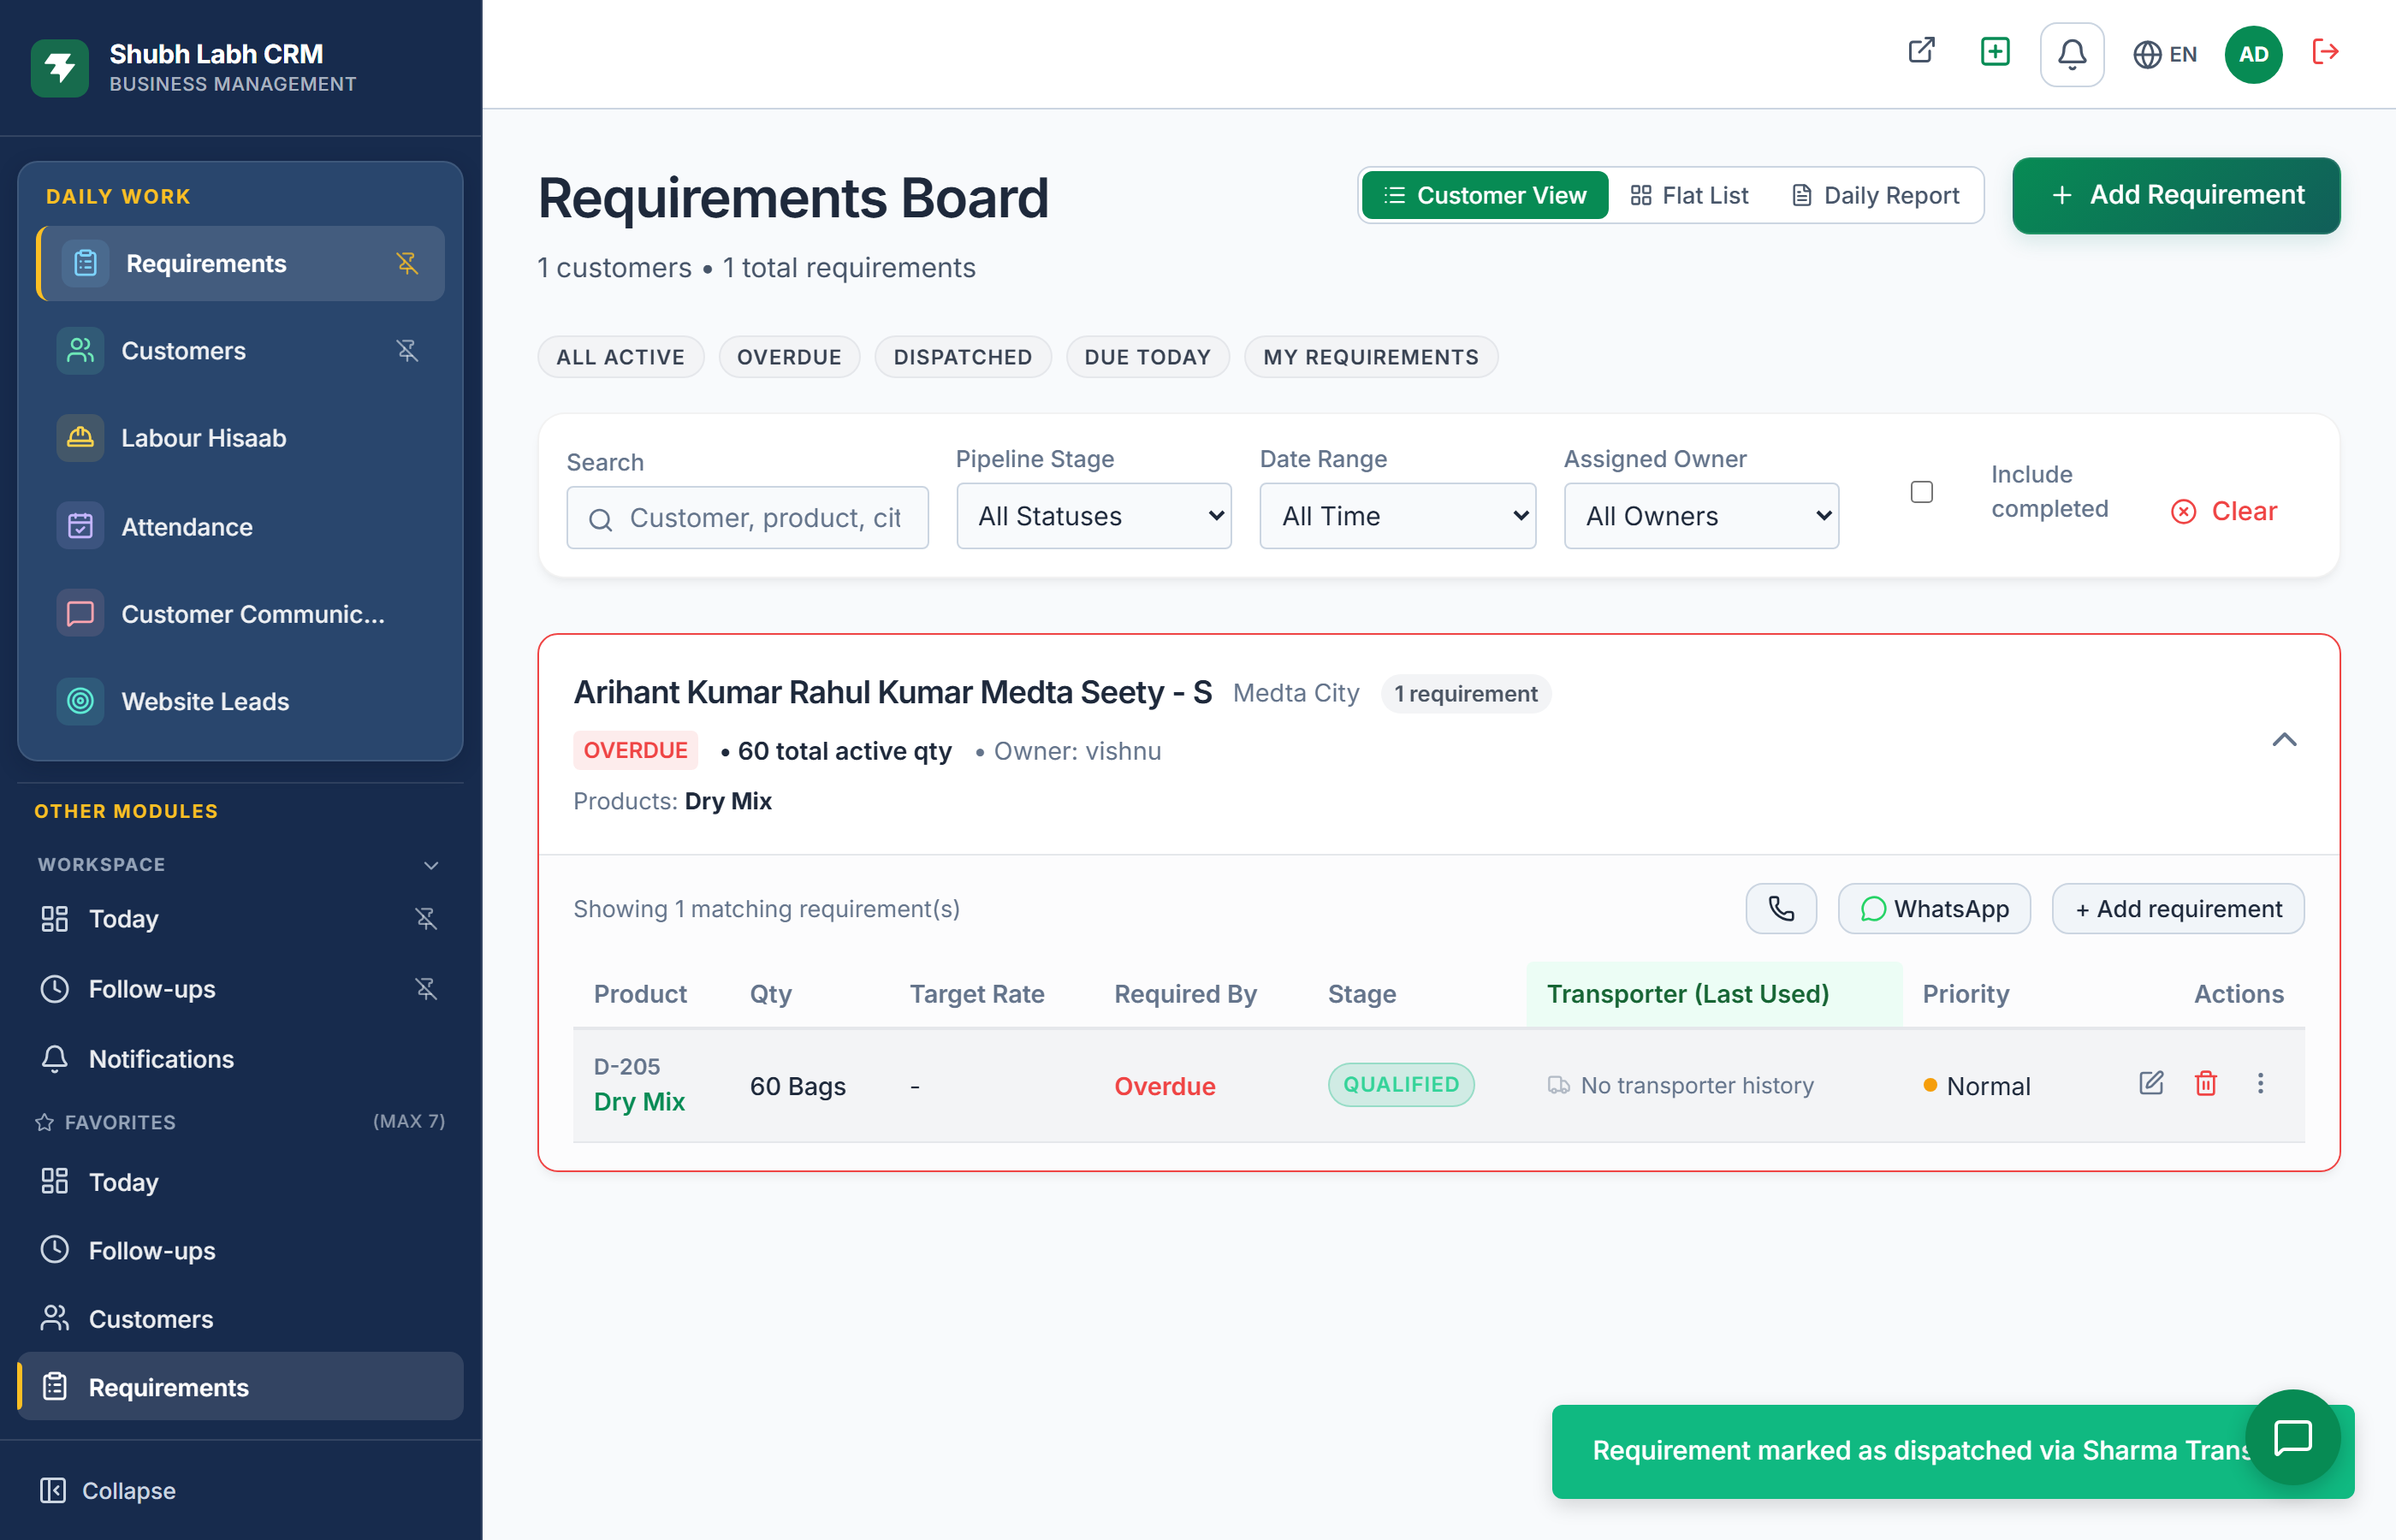 Shubh Labh CRM
BUSINESS MANAGEMENT
DAILY WORK
Requirements
Customers
Labour Hisaab
Attendance
Customer Communic...
Website Leads
OTHER MODULES
WORKSPACE
Today
Follow-ups
Notifications
FAVORITES (MAX 7)
Today
Follow-ups
Customers
Requirements
Collapse
EN AD
Requirements Board
Customer View Flat List Daily Report + Add Requirement
1 customers • 1 total requirements
ALL ACTIVE OVERDUE DISPATCHED DUE TODAY MY REQUIREMENTS
Search Pipeline Stage Date Range Assigned Owner
Customer, product, cit All Statuses All Time All Owners
Include
completed
Clear
Arihant Kumar Rahul Kumar Medta Seety - S Medta City 1 requirement
OVERDUE • 60 total active qty • Owner: vishnu
Products: Dry Mix
Showing 1 matching requirement(s) WhatsApp + Add requirement
Product Qty Target Rate Required By Stage Transporter (Last Used) Priority Actions
D-205
Dry Mix
60 Bags - Overdue QUALIFIED No transporter history Normal
Requirement marked as dispatched via Sharma Trans